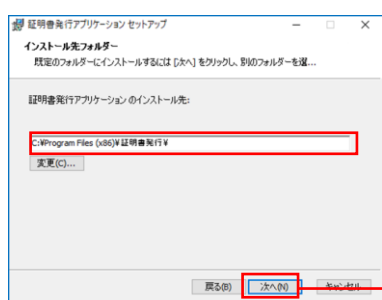 証明書発行アプリケーション セットアップ
インストール先フォルダー
既定のフォルダーにインストールするには [次へ] をクリックし、別のフォルダーを選...
証明書発行アプリケーション のインストール先:
C:¥Program Files (x86)¥証明書発行¥
変更(C)...
戻る(B)
次へ(N)
キャンセル